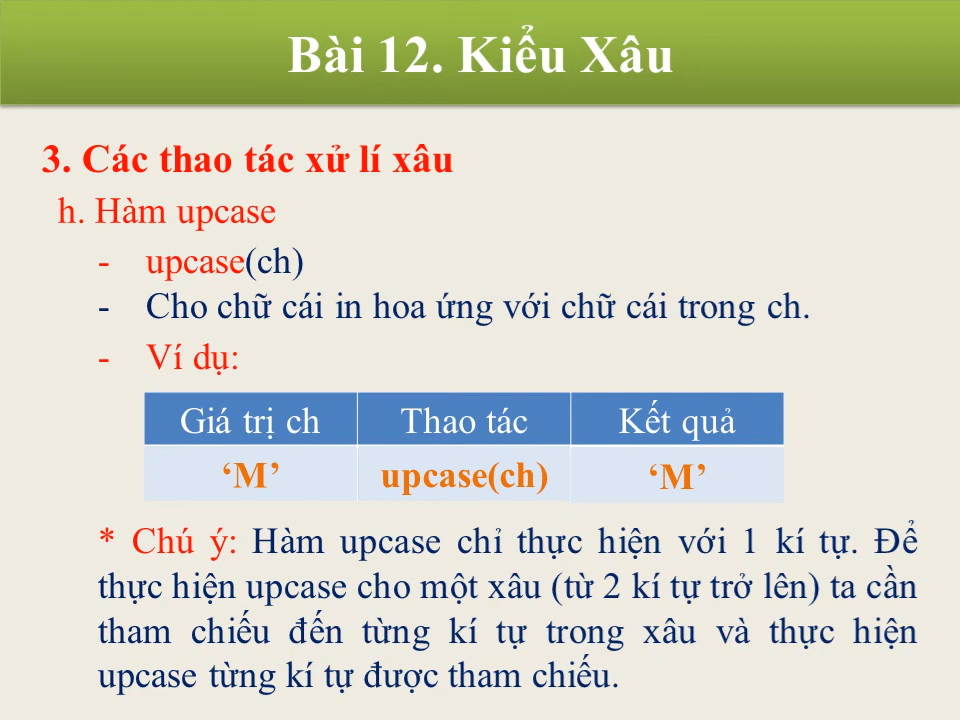 Bài 12. Kiểu Xâu
3. Các thao tác xử lí xâu
h. Hàm upcase
- upcase(ch)
- Cho chữ cái in hoa ứng với chữ cái trong ch.
- Ví dụ:
Giá trị ch Thao tác Kết quả
‘M’ upcase(ch) ‘M’
* Chú ý: Hàm upcase chỉ thực hiện với 1 kí tự. Để
thực hiện upcase cho một xâu (từ 2 kí tự trở lên) ta cần
tham chiếu đến từng kí tự trong xâu và thực hiện
upcase từng kí tự được tham chiếu.